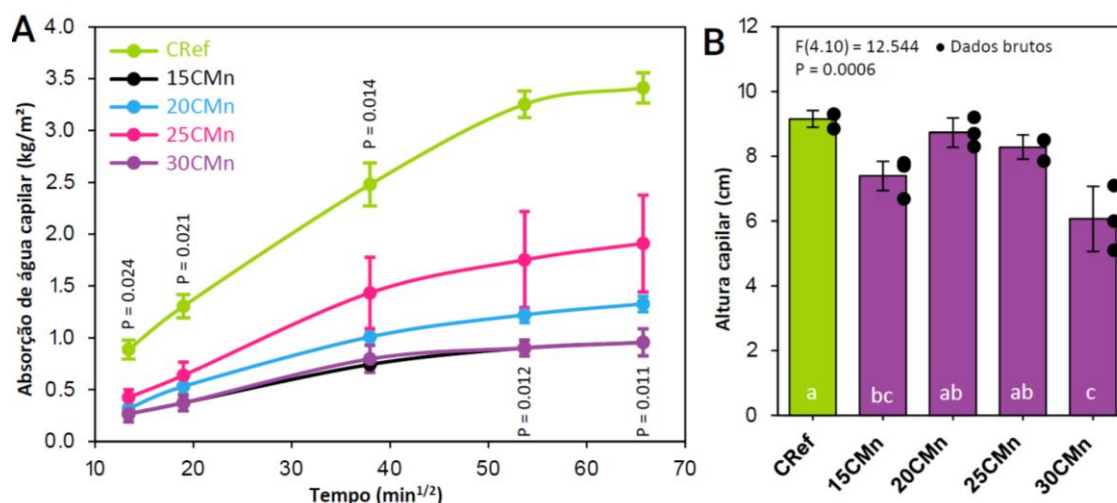 A
Absorção de água capilar (kg/m²)
4.0
3.5
3.0
2.5
2.0
1.5
1.0
0.5
0.0
CRef
15CMn
20CMn
25CMn
30CMn
P = 0.024
P = 0.021
P = 0.014
P = 0.012
P = 0.011
10 20 30 40 50 60 70
Tempo (min¹/²)
B
Altura capilar (cm)
12
10
8
6
4
2
0
F(4.10) = 12.544 ● Dados brutos
P = 0.0006
a bc ab ab c
CRef 15CMn 20CMn 25CMn 30CMn